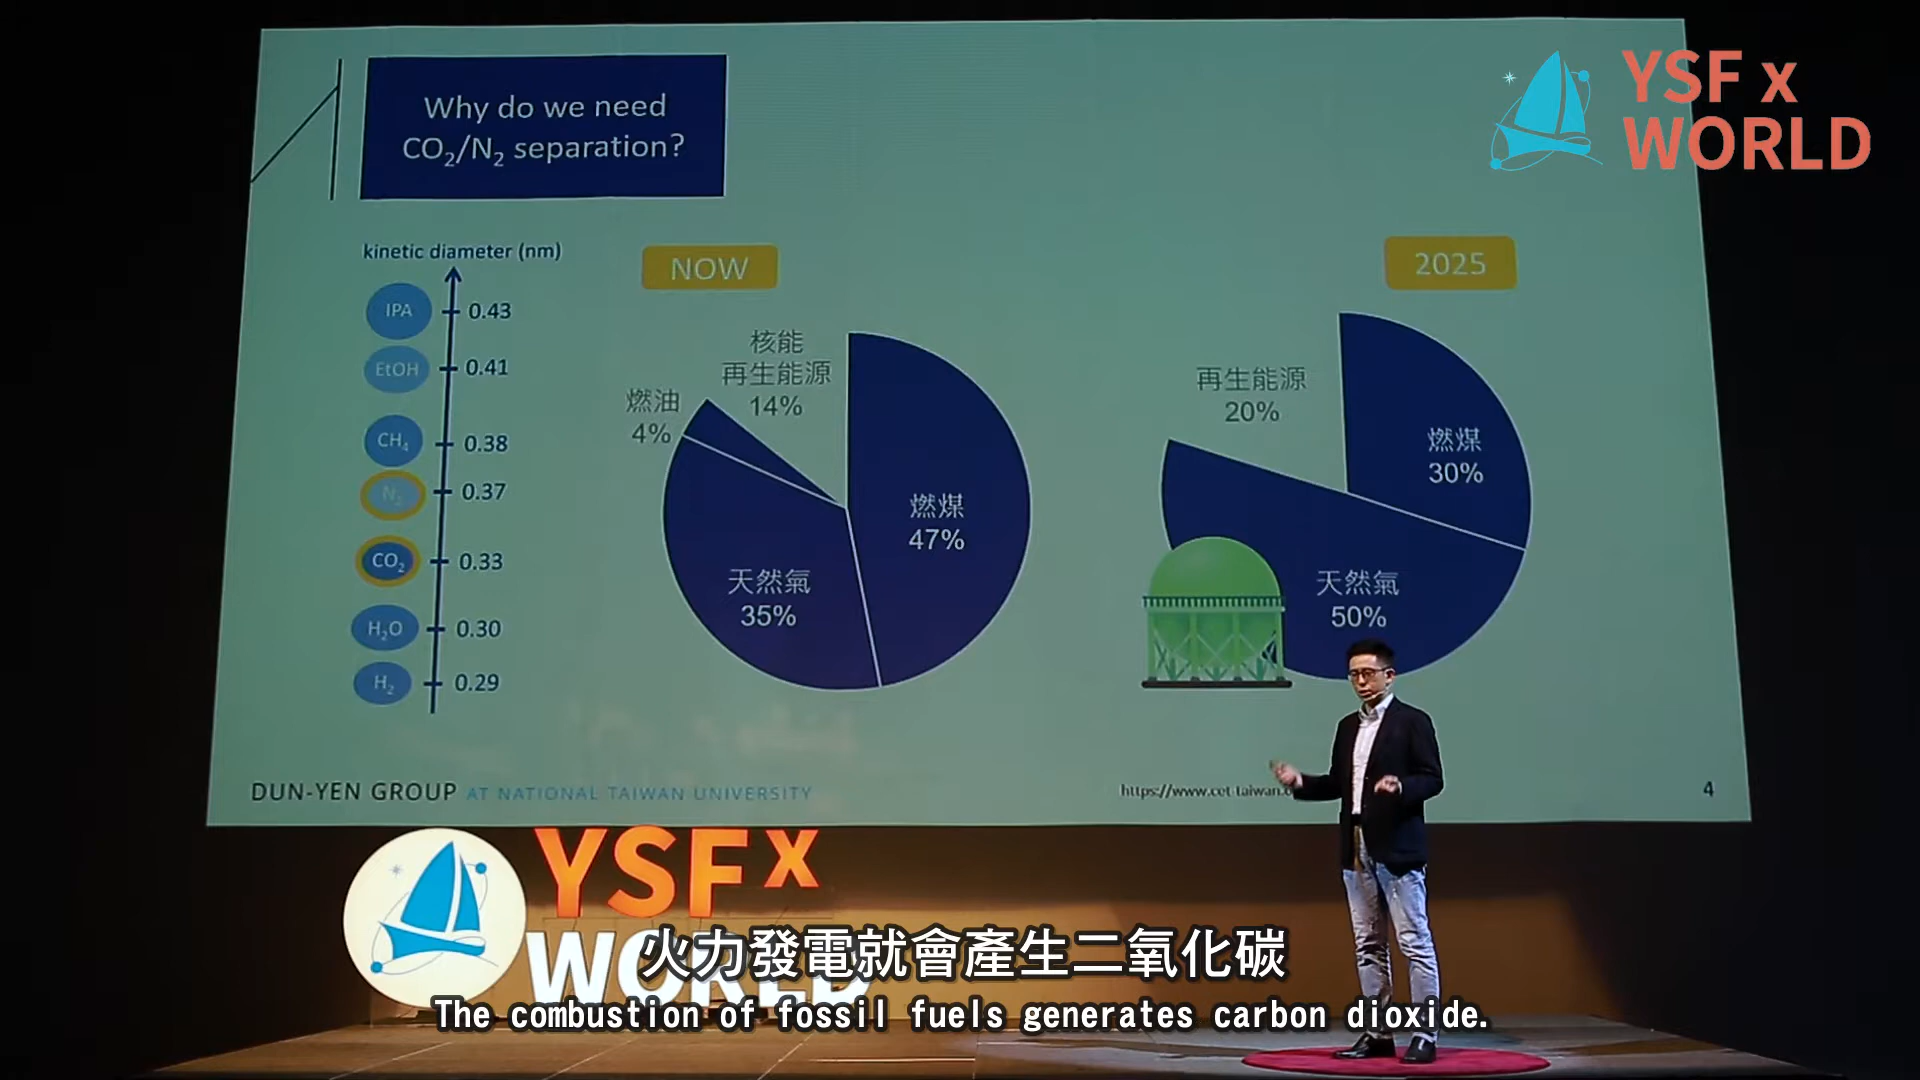 YSF x
WORLD
Why do we need
CO₂/N₂ separation?
kinetic diameter (nm)
IPA
0.43
EtOH
0.41
CH₄
0.38
N₂
0.37
CO₂
0.33
H₂O
0.30
H₂
0.29
NOW
核能
再生能源
14%
燃油
4%
燃煤
47%
天然氣
35%
2025
再生能源
20%
燃煤
30%
天然氣
50%
DUN-YEN GROUP AT NATIONAL TAIWAN UNIVERSITY
https://www.cet-taiwan.c
4
YSF x
WORLD
火力發電就會產生二氧化碳
The combustion of fossil fuels generates carbon dioxide.